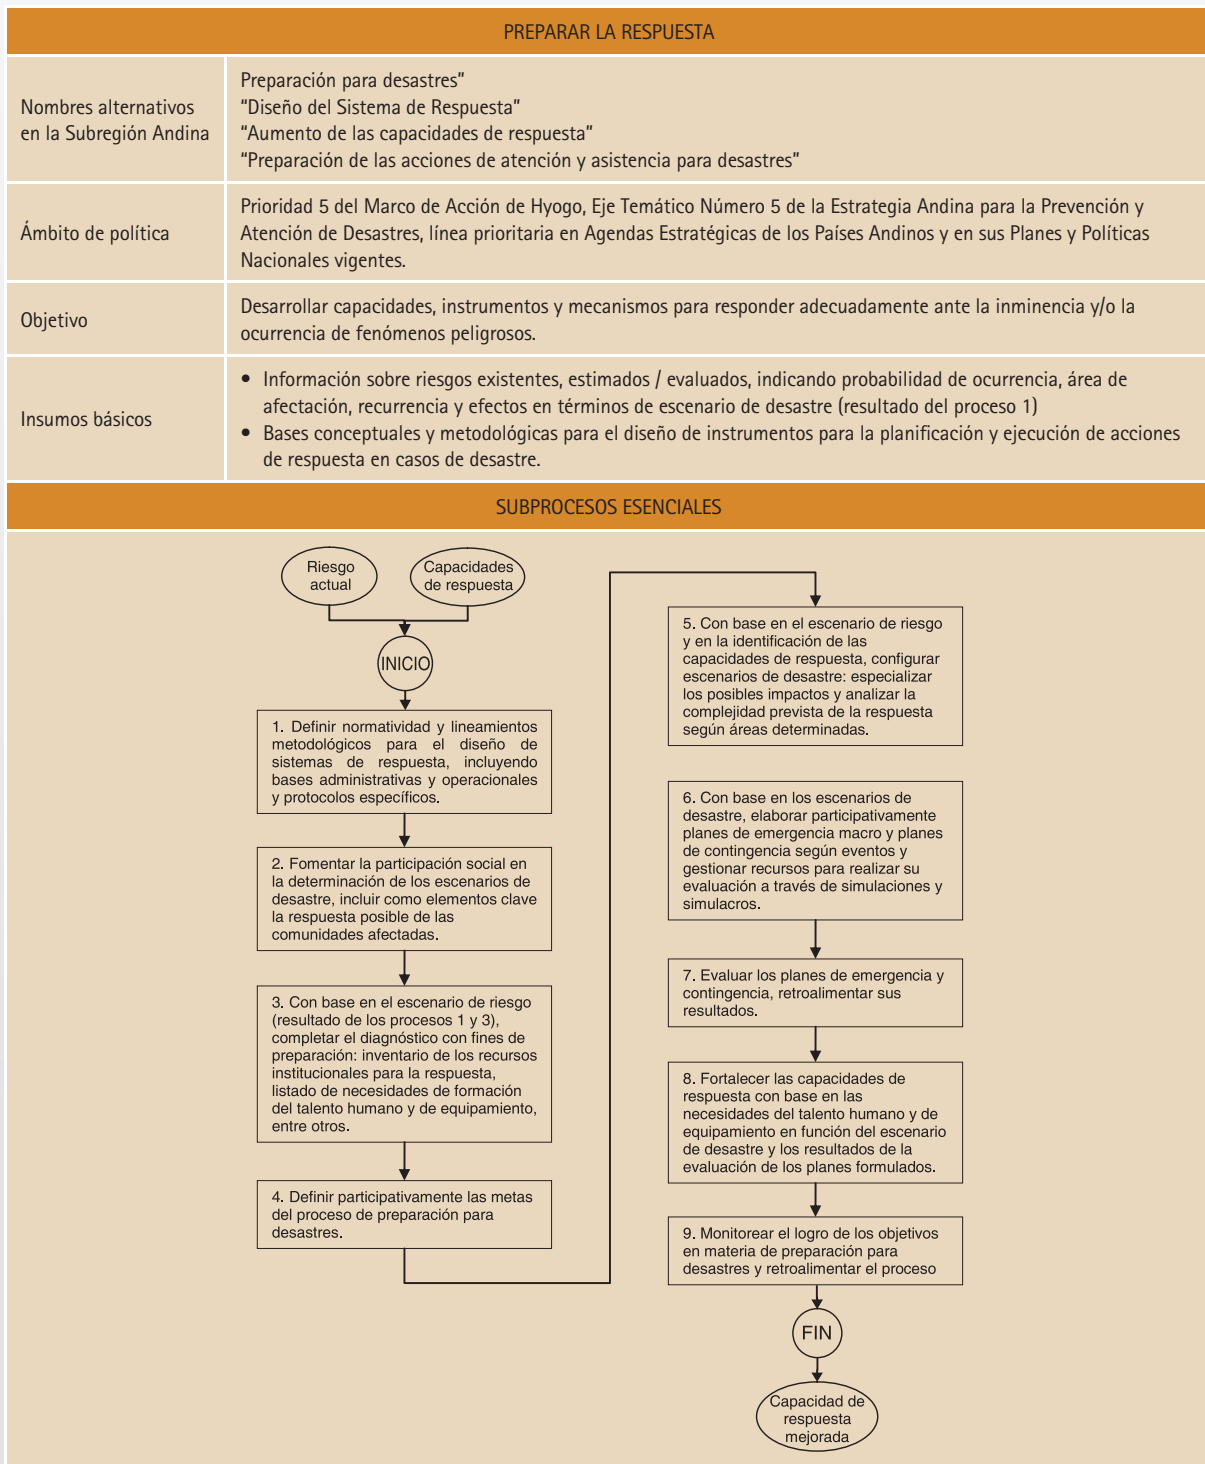 PREPARAR LA RESPUESTA
Nombres alternativos
en la Subregión Andina
Preparación para desastres”
“Diseño del Sistema de Respuesta”
“Aumento de las capacidades de respuesta”
“Preparación de las acciones de atención y asistencia para desastres”
Ámbito de política
Prioridad 5 del Marco de Acción de Hyogo, Eje Temático Número 5 de la Estrategia Andina para la Prevención y
Atención de Desastres, línea prioritaria en Agendas Estratégicas de los Países Andinos y en sus Planes y Políticas
Nacionales vigentes.
Objetivo
Desarrollar capacidades, instrumentos y mecanismos para responder adecuadamente ante la inminencia y/o la
ocurrencia de fenómenos peligrosos.
Insumos básicos
• Información sobre riesgos existentes, estimados / evaluados, indicando probabilidad de ocurrencia, área de
afectación, recurrencia y efectos en términos de escenario de desastre (resultado del proceso 1)
• Bases conceptuales y metodológicas para el diseño de instrumentos para la planificación y ejecución de acciones
de respuesta en casos de desastre.
SUBPROCESOS ESENCIALES
Riesgo
actual
Capacidades
de respuesta
INICIO
1. Definir normatividad y lineamientos
metodológicos para el diseño de
sistemas de respuesta, incluyendo
bases administrativas y operacionales
y protocolos específicos.
2. Fomentar la participación social en
la determinación de los escenarios de
desastre, incluir como elementos clave
la respuesta posible de las
comunidades afectadas.
3. Con base en el escenario de riesgo
(resultado de los procesos 1 y 3),
completar el diagnóstico con fines de
preparación: inventario de los recursos
institucionales para la respuesta,
listado de necesidades de formación
del talento humano y de equipamiento,
entre otros.
4. Definir participativamente las metas
del proceso de preparación para
desastres.
5. Con base en el escenario de riesgo
y en la identificación de las
capacidades de respuesta, configurar
escenarios de desastre: especializar
los posibles impactos y analizar la
complejidad prevista de la respuesta
según áreas determinadas.
6. Con base en los escenarios de
desastre, elaborar participativamente
planes de emergencia macro y planes
de contingencia según eventos y
gestionar recursos para realizar su
evaluación a través de simulaciones y
simulacros.
7. Evaluar los planes de emergencia y
contingencia, retroalimentar sus
resultados.
8. Fortalecer las capacidades de
respuesta con base en las
necesidades del talento humano y de
equipamiento en función del escenario
de desastre y los resultados de la
evaluación de los planes formulados.
9. Monitorear el logro de los objetivos
en materia de preparación para
desastres y retroalimentar el proceso
FIN
Capacidad de
respuesta
mejorada